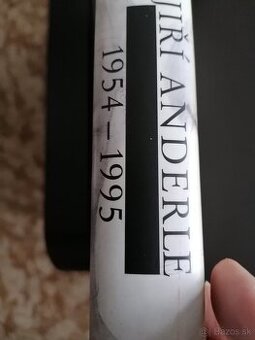 JIŘÍ ANDERLE
1954 – 1995
Bazos.sk